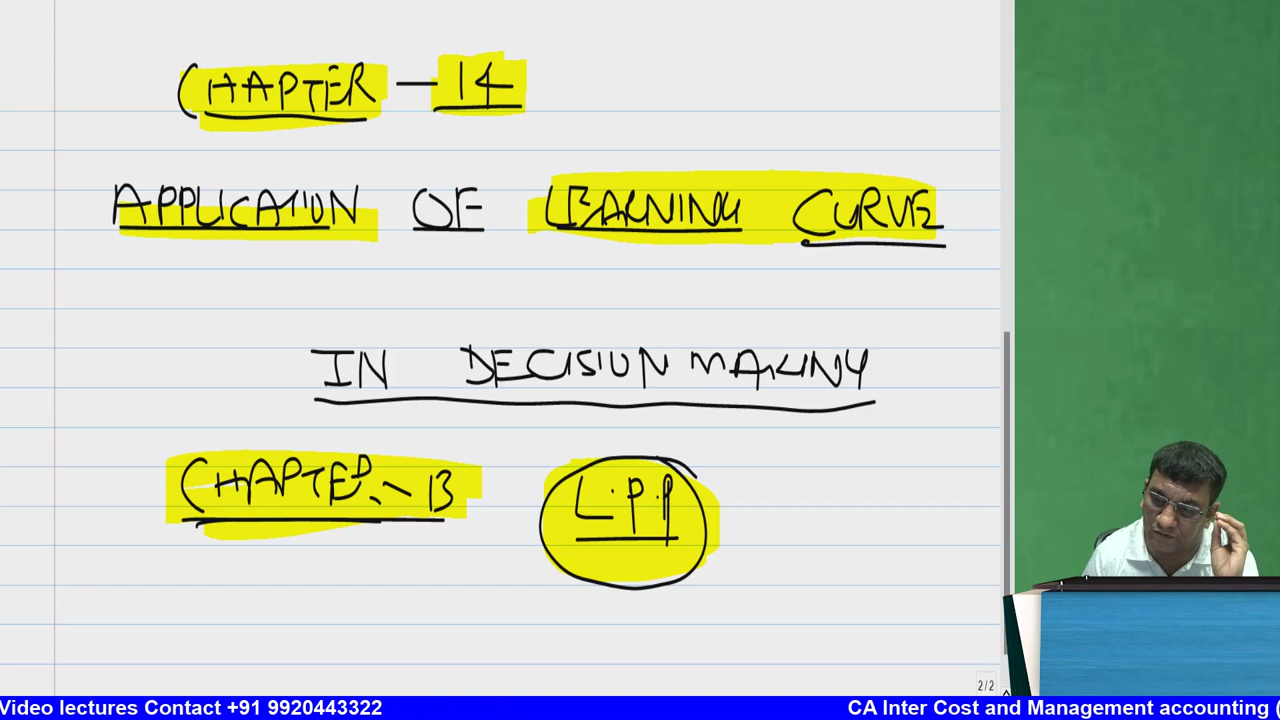 CHAPTER - 14
APPLICATION OF LEARNING CURVE
IN DECISION MAKING
CHAPTER - 13 L.P.P
2/2
Video lectures Contact +91 9920443322 CA Inter Cost and Management accounting (